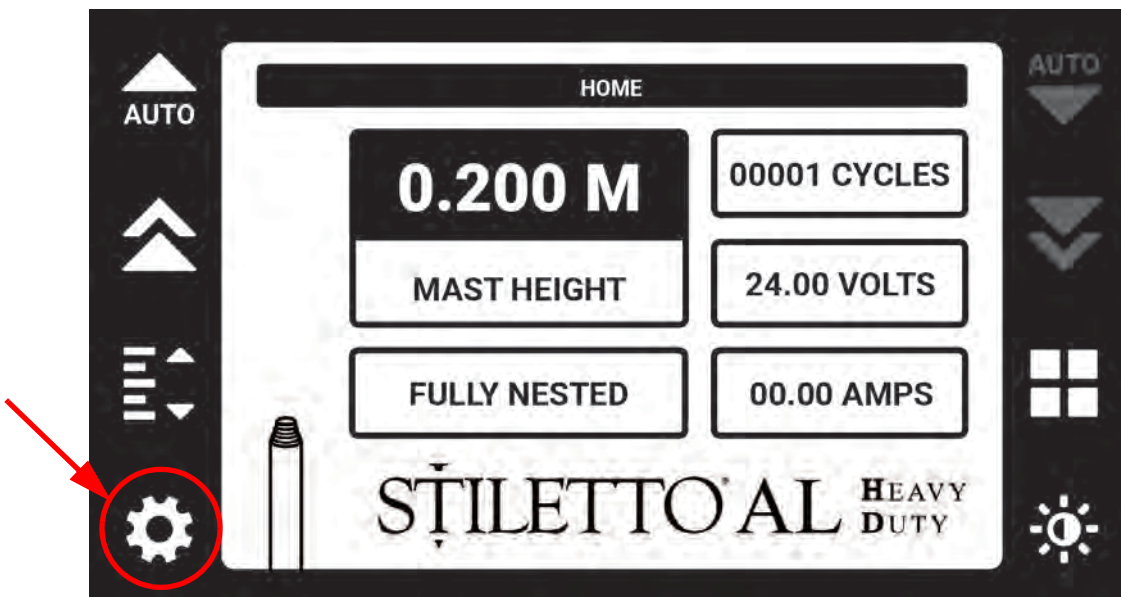 AUTO
HOME
AUTO
0.200 M
MAST HEIGHT
FULLY NESTED
00001 CYCLES
24.00 VOLTS
00.00 AMPS
STILETTO AL HEAVY DUTY